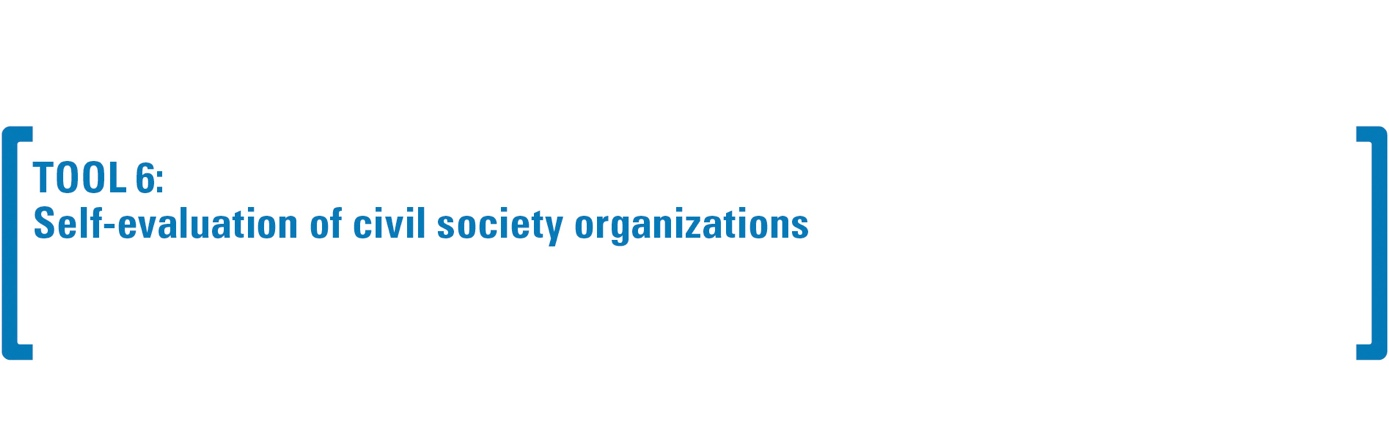 TOOL 6:
Self-evaluation of civil society organizations